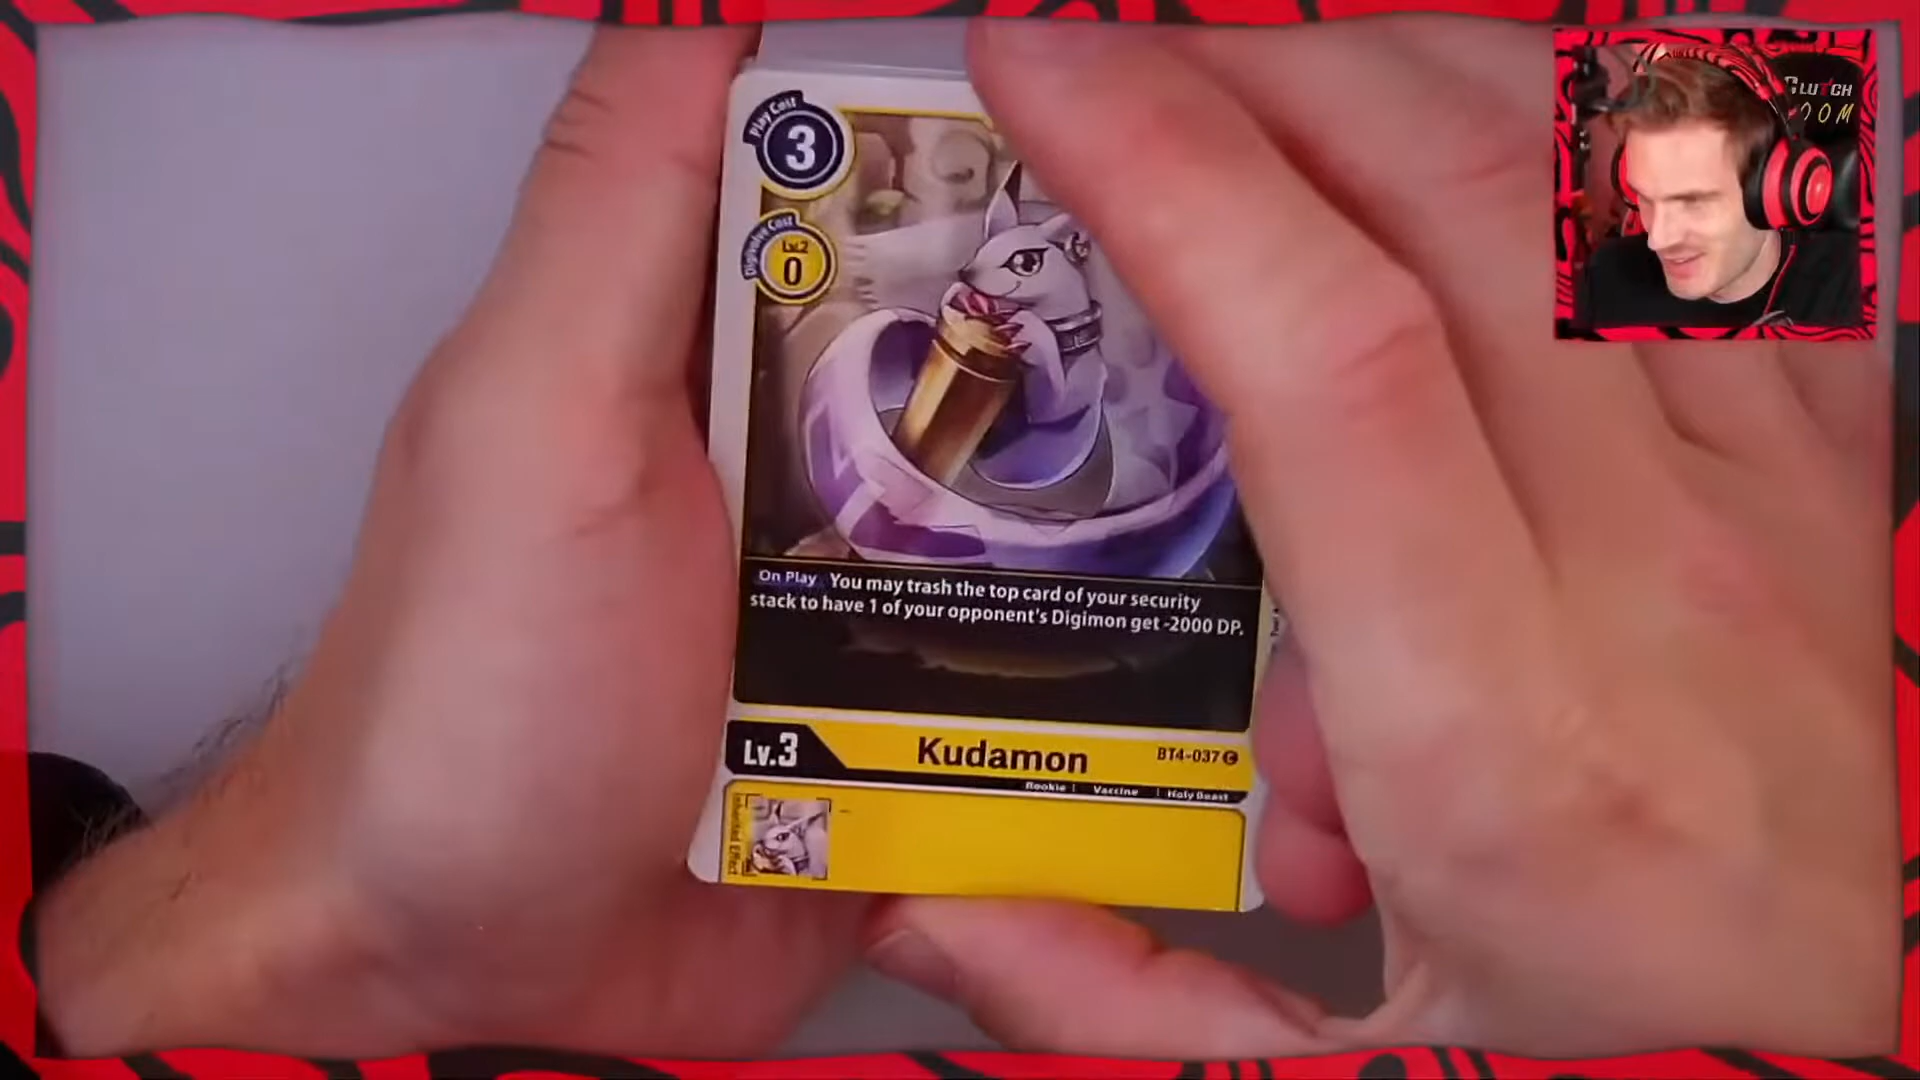 Play Cost
3
Digivolve Cost
Lv.2
0
CLUTCH
OOM
On Play You may trash the top card of your security
stack to have 1 of your opponent's Digimon get -2000 DP.
Lv.3
Kudamon
BT4-037 C
Rookie | Vaccine | Holy Beast
Inherited Effect
-